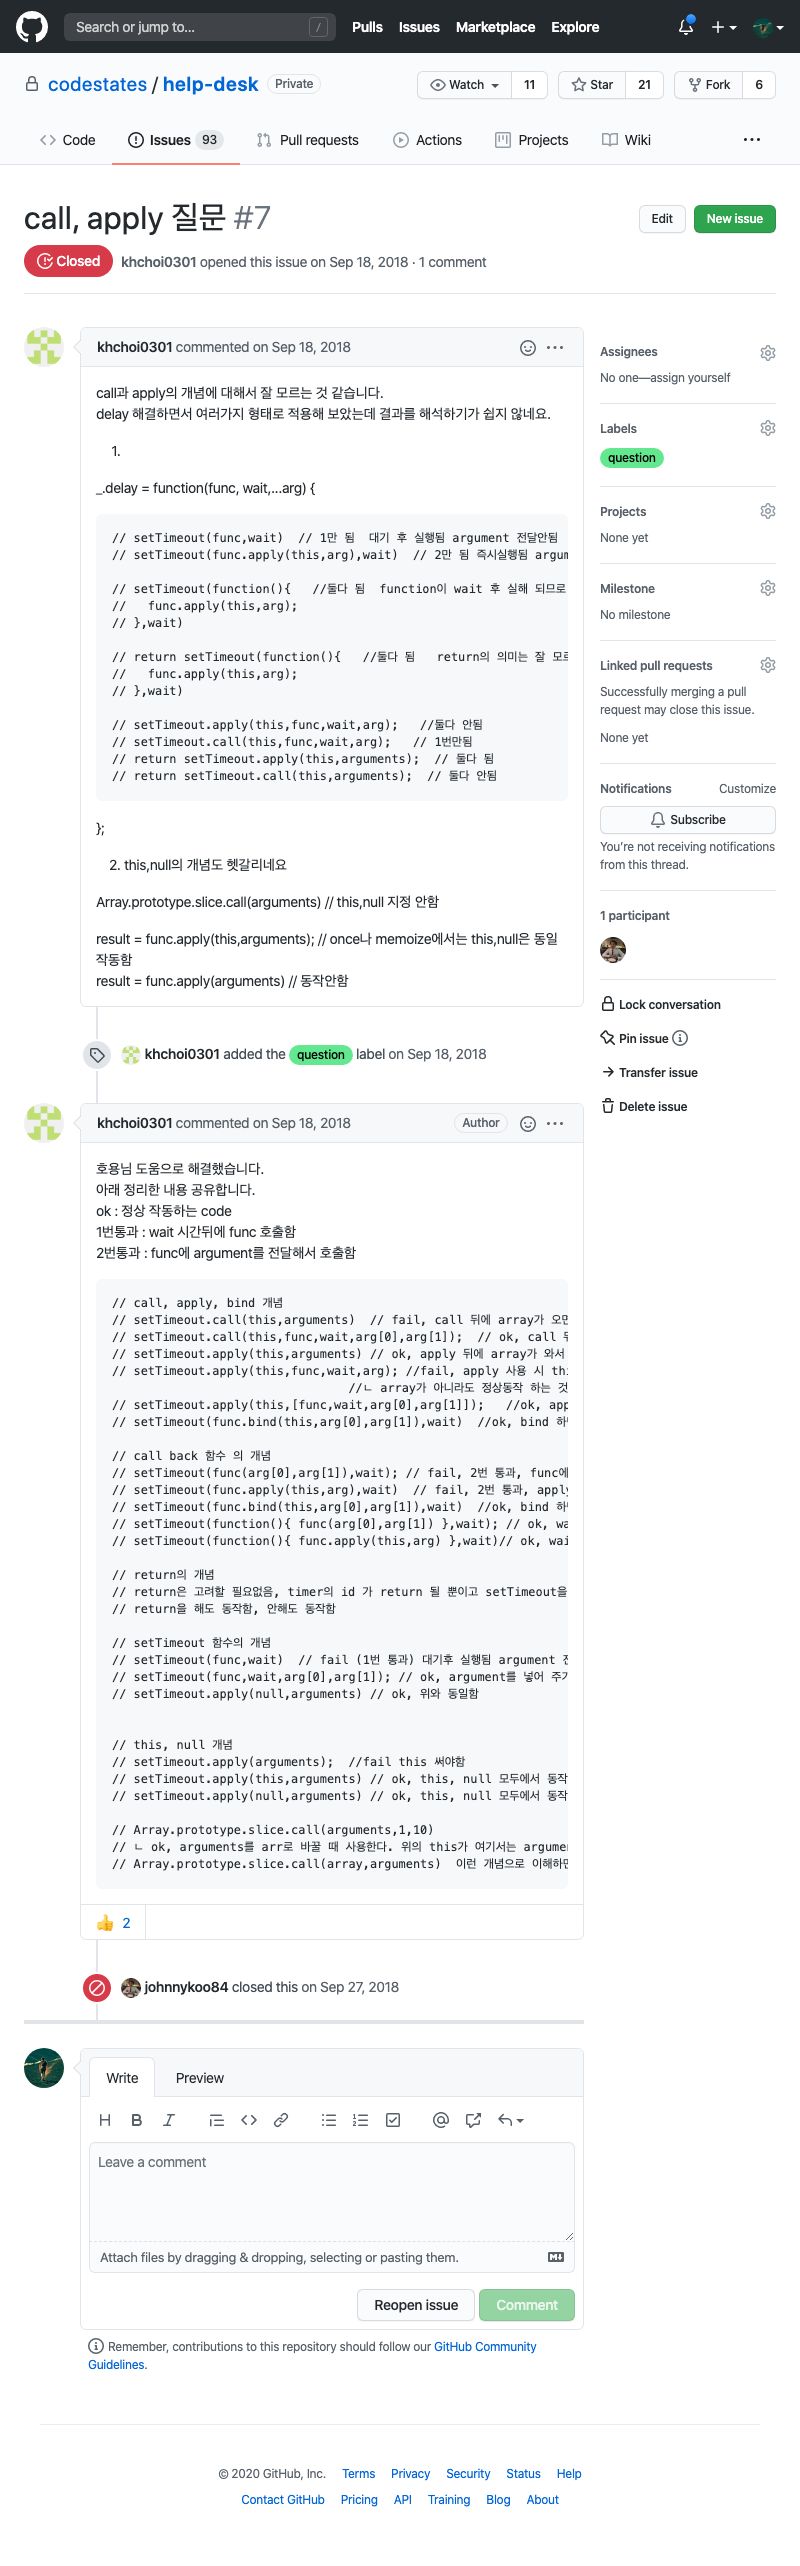 Search or jump to...
/
Pulls
Issues
Marketplace
Explore
codestates / help-desk
Private
Watch
11
Star
21
Fork
6
Code
Issues 93
Pull requests
Actions
Projects
Wiki
call, apply 질문 #7
Edit
New issue
Closed
khchoi0301 opened this issue on Sep 18, 2018 · 1 comment
khchoi0301 commented on Sep 18, 2018
call과 apply의 개념에 대해서 잘 모르는 것 같습니다.
delay 해결하면서 여러가지 형태로 적용해 보았는데 결과를 해석하기가 쉽지 않네요.
1.
_.delay = function(func, wait,...arg) {
// setTimeout(func,wait)  // 1만 됨  대기 후 실행됨 argument 전달안됨
// setTimeout(func.apply(this,arg),wait)  // 2만 됨 즉시실행됨 argum
// setTimeout(function(){   //둘다 됨  function이 wait 후 실해 되므로
//   func.apply(this,arg);
// },wait)
// return setTimeout(function(){   //둘다 됨   return의 의미는 잘 모르
//   func.apply(this,arg);
// },wait)
// setTimeout.apply(this,func,wait,arg);   //둘다 안됨
// setTimeout.call(this,func,wait,arg);   // 1번만됨
// return setTimeout.apply(this,arguments);  // 둘다 됨
// return setTimeout.call(this,arguments);  // 둘다 안됨
};
2. this,null의 개념도 헷갈리네요
Array.prototype.slice.call(arguments) // this,null 지정 안함
result = func.apply(this,arguments); // once나 memoize에서는 this,null은 동일
작동함
result = func.apply(arguments) // 동작안함
khchoi0301 added the question label on Sep 18, 2018
khchoi0301 commented on Sep 18, 2018
Author
호용님 도움으로 해결했습니다.
아래 정리한 내용 공유합니다.
ok : 정상 작동하는 code
1번통과 : wait 시간뒤에 func 호출함
2번통과 : func에 argument를 전달해서 호출함
// call, apply, bind 개념
// setTimeout.call(this,arguments)  // fail, call 뒤에 array가 오면
// setTimeout.call(this,func,wait,arg[0],arg[1]);  // ok, call 뒤
// setTimeout.apply(this,arguments) // ok, apply 뒤에 array가 와서
// setTimeout.apply(this,func,wait,arg); //fail, apply 사용 시 thi
//ㄴ array가 아니라도 정상동작 하는 것
// setTimeout.apply(this,[func,wait,arg[0],arg[1]]);   //ok, app
// setTimeout(func.bind(this,arg[0],arg[1]),wait)  //ok, bind 하면
// call back 함수 의 개념
// setTimeout(func(arg[0],arg[1]),wait); // fail, 2번 통과, func에
// setTimeout(func.apply(this,arg),wait)  // fail, 2번 통과, apply
// setTimeout(func.bind(this,arg[0],arg[1]),wait)  //ok, bind 하면
// setTimeout(function(){ func(arg[0],arg[1]) },wait); // ok, wa
// setTimeout(function(){ func.apply(this,arg) },wait)// ok, wai
// return의 개념
// return은 고려할 필요없음, timer의 id 가 return 될 뿐이고 setTimeout을
// return을 해도 동작함, 안해도 동작함
// setTimeout 함수의 개념
// setTimeout(func,wait)  // fail (1번 통과) 대기후 실행됨 argument 전
// setTimeout(func,wait,arg[0],arg[1]); // ok, argument를 넣어 주기
// setTimeout.apply(null,arguments) // ok, 위와 동일함
// this, null 개념
// setTimeout.apply(arguments);  //fail this 써야함
// setTimeout.apply(this,arguments) // ok, this, null 모두에서 동작
// setTimeout.apply(null,arguments) // ok, this, null 모두에서 동작
// Array.prototype.slice.call(arguments,1,10)
// ㄴ ok, arguments를 arr로 바꿀 때 사용한다. 위의 this가 여기서는 argumen
// Array.prototype.slice.call(array,arguments)  이런 개념으로 이해하면
👍 2
johnnykoo84 closed this on Sep 27, 2018
Write
Preview
Leave a comment
Attach files by dragging & dropping, selecting or pasting them.
Reopen issue
Comment
Remember, contributions to this repository should follow our GitHub Community
Guidelines.
Assignees
No one—assign yourself
Labels
question
Projects
None yet
Milestone
No milestone
Linked pull requests
Successfully merging a pull
request may close this issue.
None yet
Notifications
Customize
Subscribe
You're not receiving notifications
from this thread.
1 participant
Lock conversation
Pin issue
Transfer issue
Delete issue
© 2020 GitHub, Inc.
Terms
Privacy
Security
Status
Help
Contact GitHub
Pricing
API
Training
Blog
About